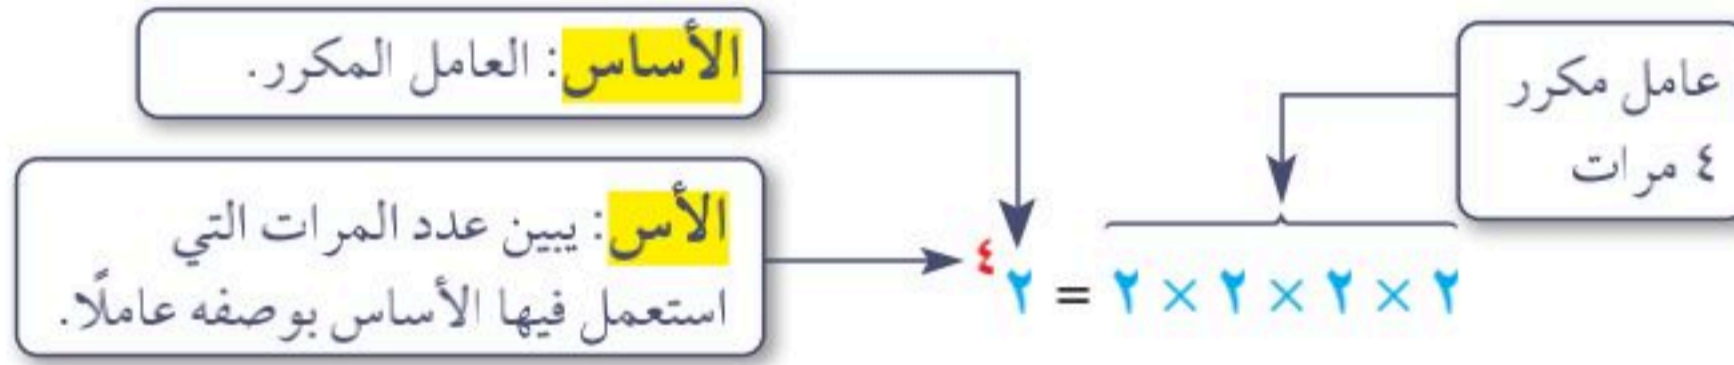 عامل مكرر
٤ مرات
٢ × ٢ × ٢ × ٢ = ٢⁴
الأساس: العامل المكرر.
الأس: يبين عدد المرات التي
استعمل فيها الأساس بوصفه عاملًا.